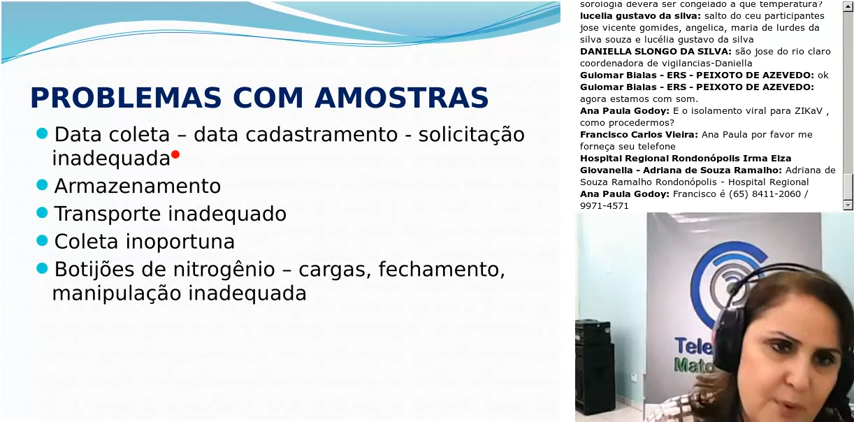 PROBLEMAS COM AMOSTRAS
Data coleta – data cadastramento - solicitação
inadequada
Armazenamento
Transporte inadequado
Coleta inoportuna
Botijões de nitrogênio – cargas, fechamento,
manipulação inadequada
sorologia deverá ser congelado a que temperatura?
lucelia gustavo da silva: salto do ceu participantes
jose vicente gomides, angelica, maria de lurdes da
silva souza e lucélia gustavo da silva
DANIELLA SLONGO DA SILVA: são jose do rio claro
coordenadora de vigilancias-Daniella
Guiomar Bialas - ERS - PEIXOTO DE AZEVEDO: ok
Guiomar Bialas - ERS - PEIXOTO DE AZEVEDO:
agora estamos com som.
Ana Paula Godoy: E o isolamento viral para ZIKaV ,
como procedermos?
Francisco Carlos Vieira: Ana Paula por favor me
forneça seu telefone
Hospital Regional Rondonópolis Irma Elza
Giovanella - Adriana de Souza Ramalho: Adriana de
Souza Ramalho Rondonópolis - Hospital Regional
Ana Paula Godoy: Francisco é (65) 8411-2060 /
9971-4571
Tele
Mato